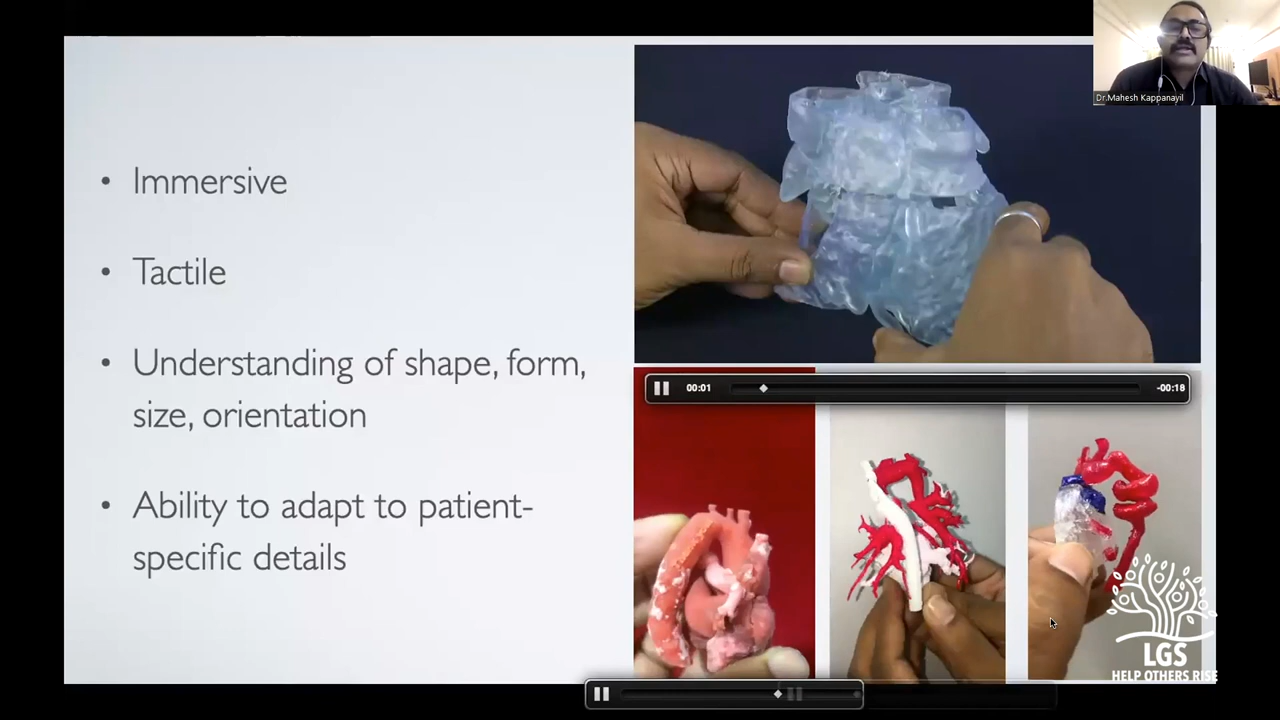 Dr.Mahesh Kappanayil
• Immersive
• Tactile
• Understanding of shape, form,
size, orientation
• Ability to adapt to patient-
specific details
00:01
-00:18
LGS
HELP OTHERS RISE